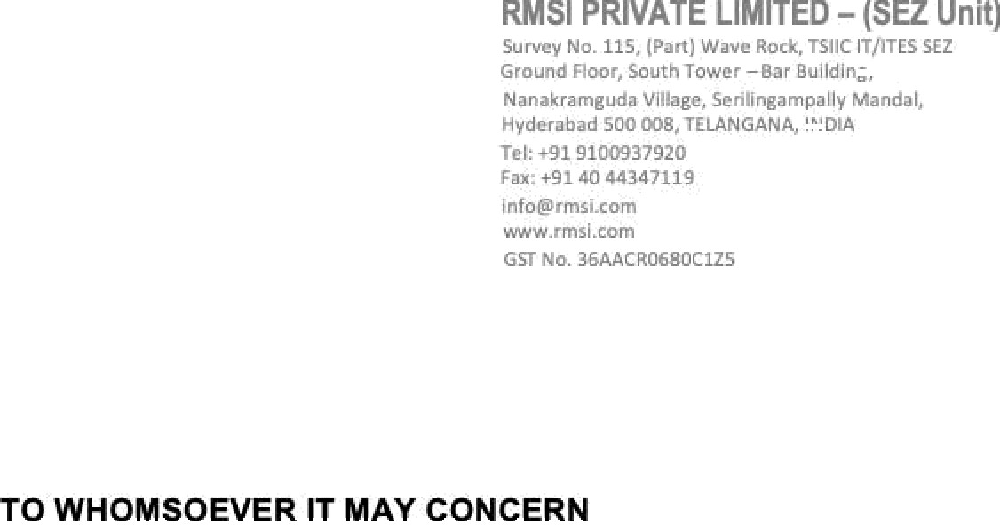 RMSI PRIVATE LIMITED – (SEZ Unit)
Survey No. 115, (Part) Wave Rock, TSIIC IT/ITES SEZ
Ground Floor, South Tower – Bar Building,
Nanakramguda Village, Serilingampally Mandal,
Hyderabad 500 008, TELANGANA, INDIA
Tel: +91 9100937920
Fax: +91 40 44347119
info@rmsi.com
www.rmsi.com
GST No. 36AACR0680C1Z5
TO WHOMSOEVER IT MAY CONCERN